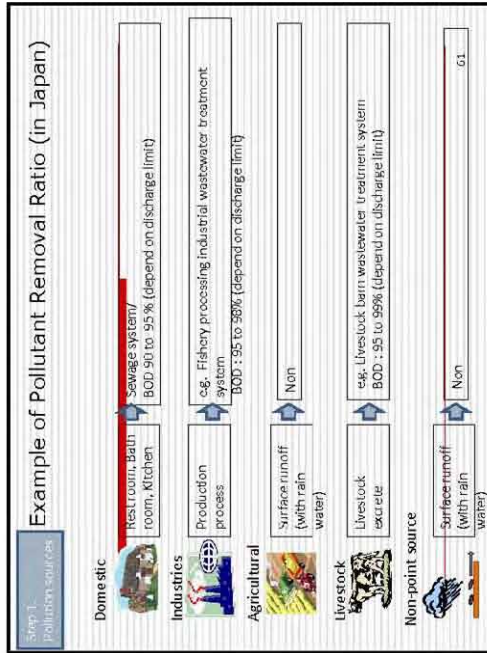 Step 1.
Pollution sources
Example of Pollutant Removal Ratio (in Japan)
Domestic
Rest room, Bath
room, Kitchen
Sewage system/
BOD 90 to 95% (depend on discharge limit)
Industries
Production
process
e.g. Fishery processing industrial wastewater treatment
system
BOD : 95 to 98% (depend on discharge limit)
Agricultural
Surface runoff
(with rain
water)
Non
Livestock
Livestock
excrete
e.g. Livestock barn wastewater treatment system
BOD : 95 to 99% (depend on discharge limit)
Non-point source
Surface runoff
(with rain
water)
Non
61